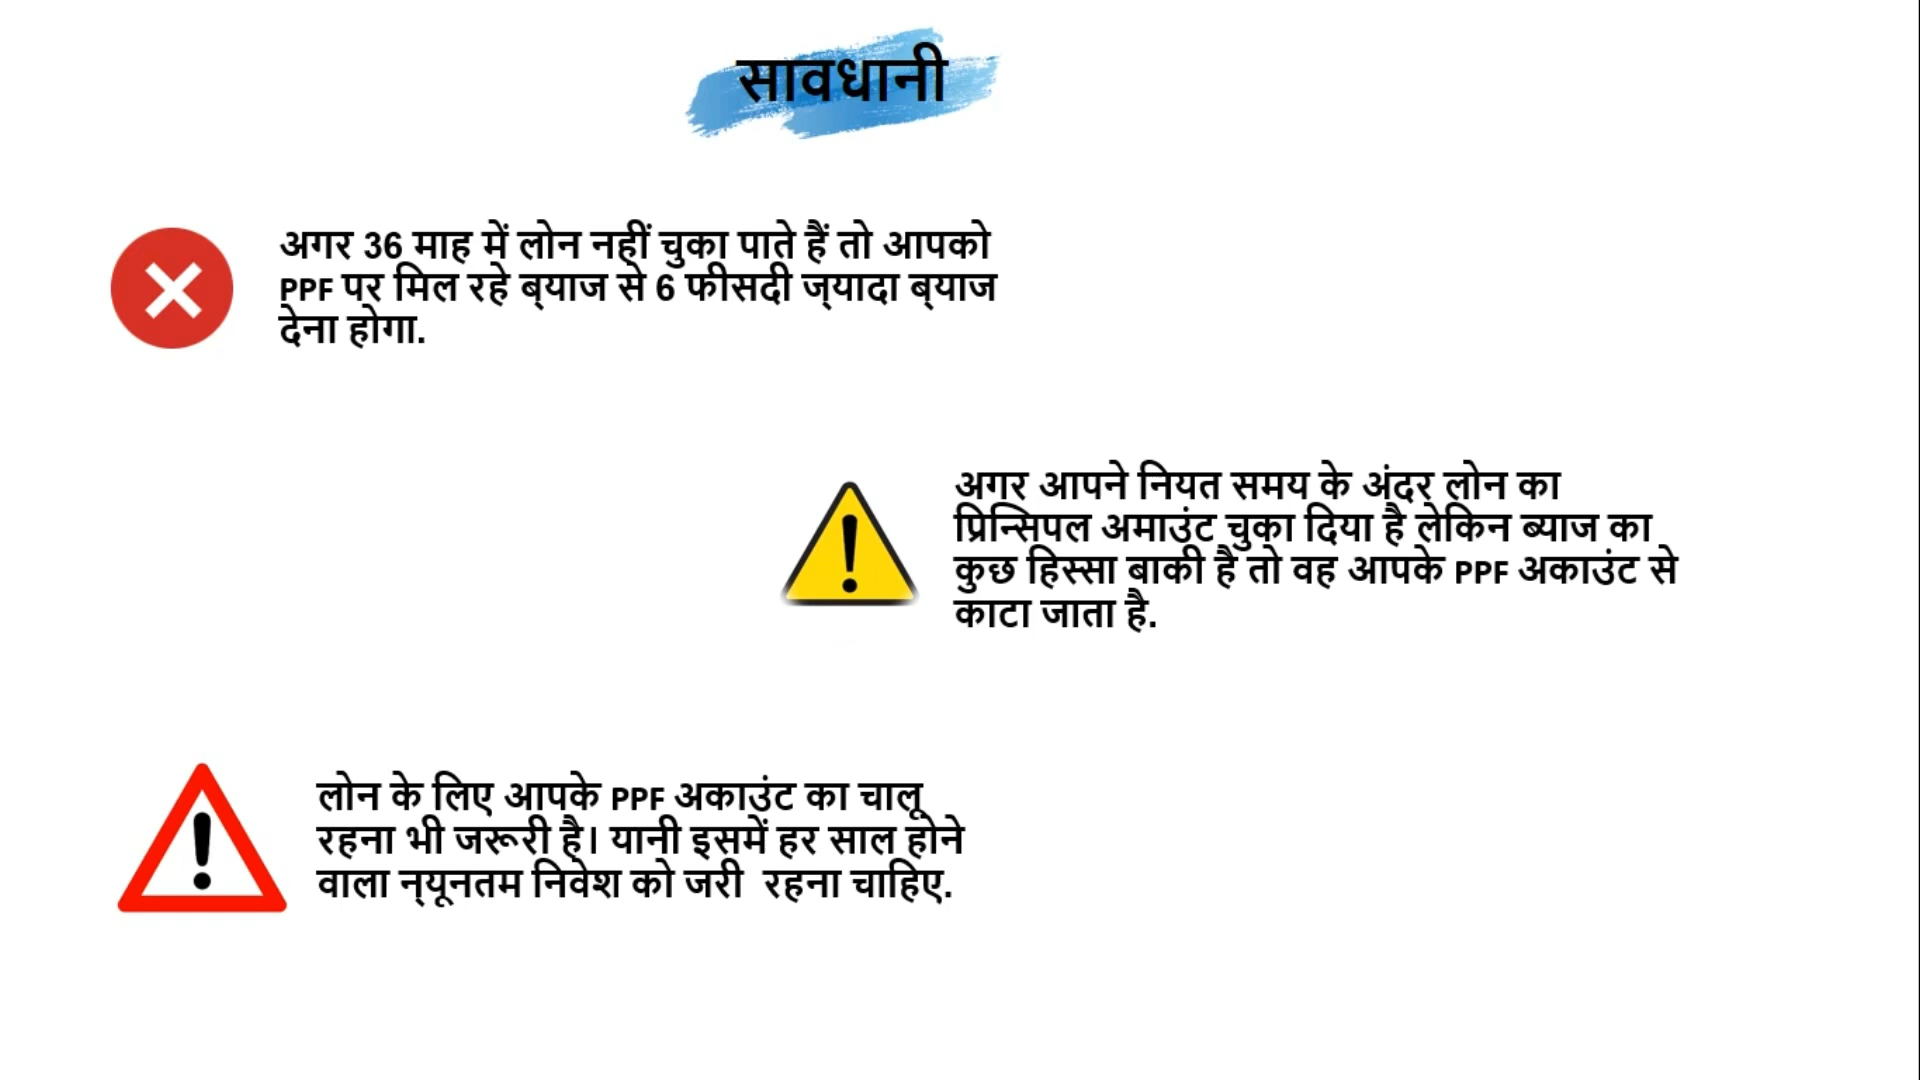 सावधानी
अगर 36 माह में लोन नहीं चुका पाते हैं तो आपको
PPF पर मिल रहे ब्‌याज से 6 फीसदी ज्‌यादा ब्‌याज
देना होगा.
अगर आपने नियत समय के अंदर लोन का
प्रिन्सिपल अमाउंट चुका दिया है लेकिन ब्याज का
कुछ हिस्सा बाकी है तो वह आपके PPF अकाउंट से
काटा जाता है.
लोन के लिए आपके PPF अकाउंट का चालू
रहना भी जरूरी है। यानी इसमें हर साल होने
वाला न्‌यूनतम निवेश को जरी रहना चाहिए.